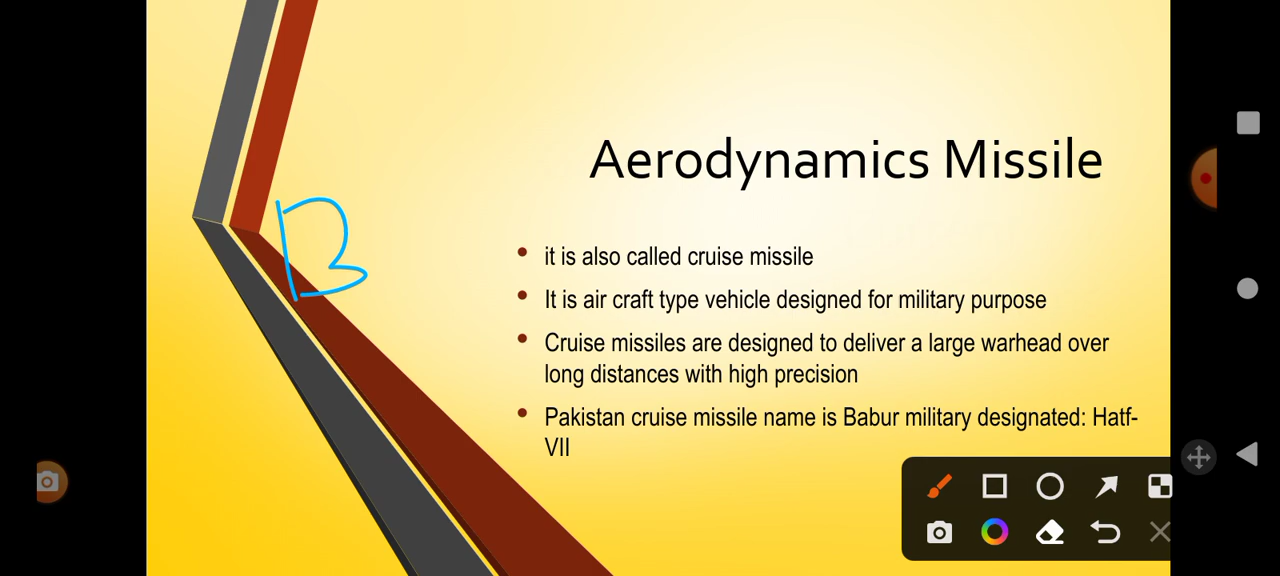 Aerodynamics Missile
B
• it is also called cruise missile
• It is air craft type vehicle designed for military purpose
• Cruise missiles are designed to deliver a large warhead over
long distances with high precision
• Pakistan cruise missile name is Babur military designated: Hatf-
VII